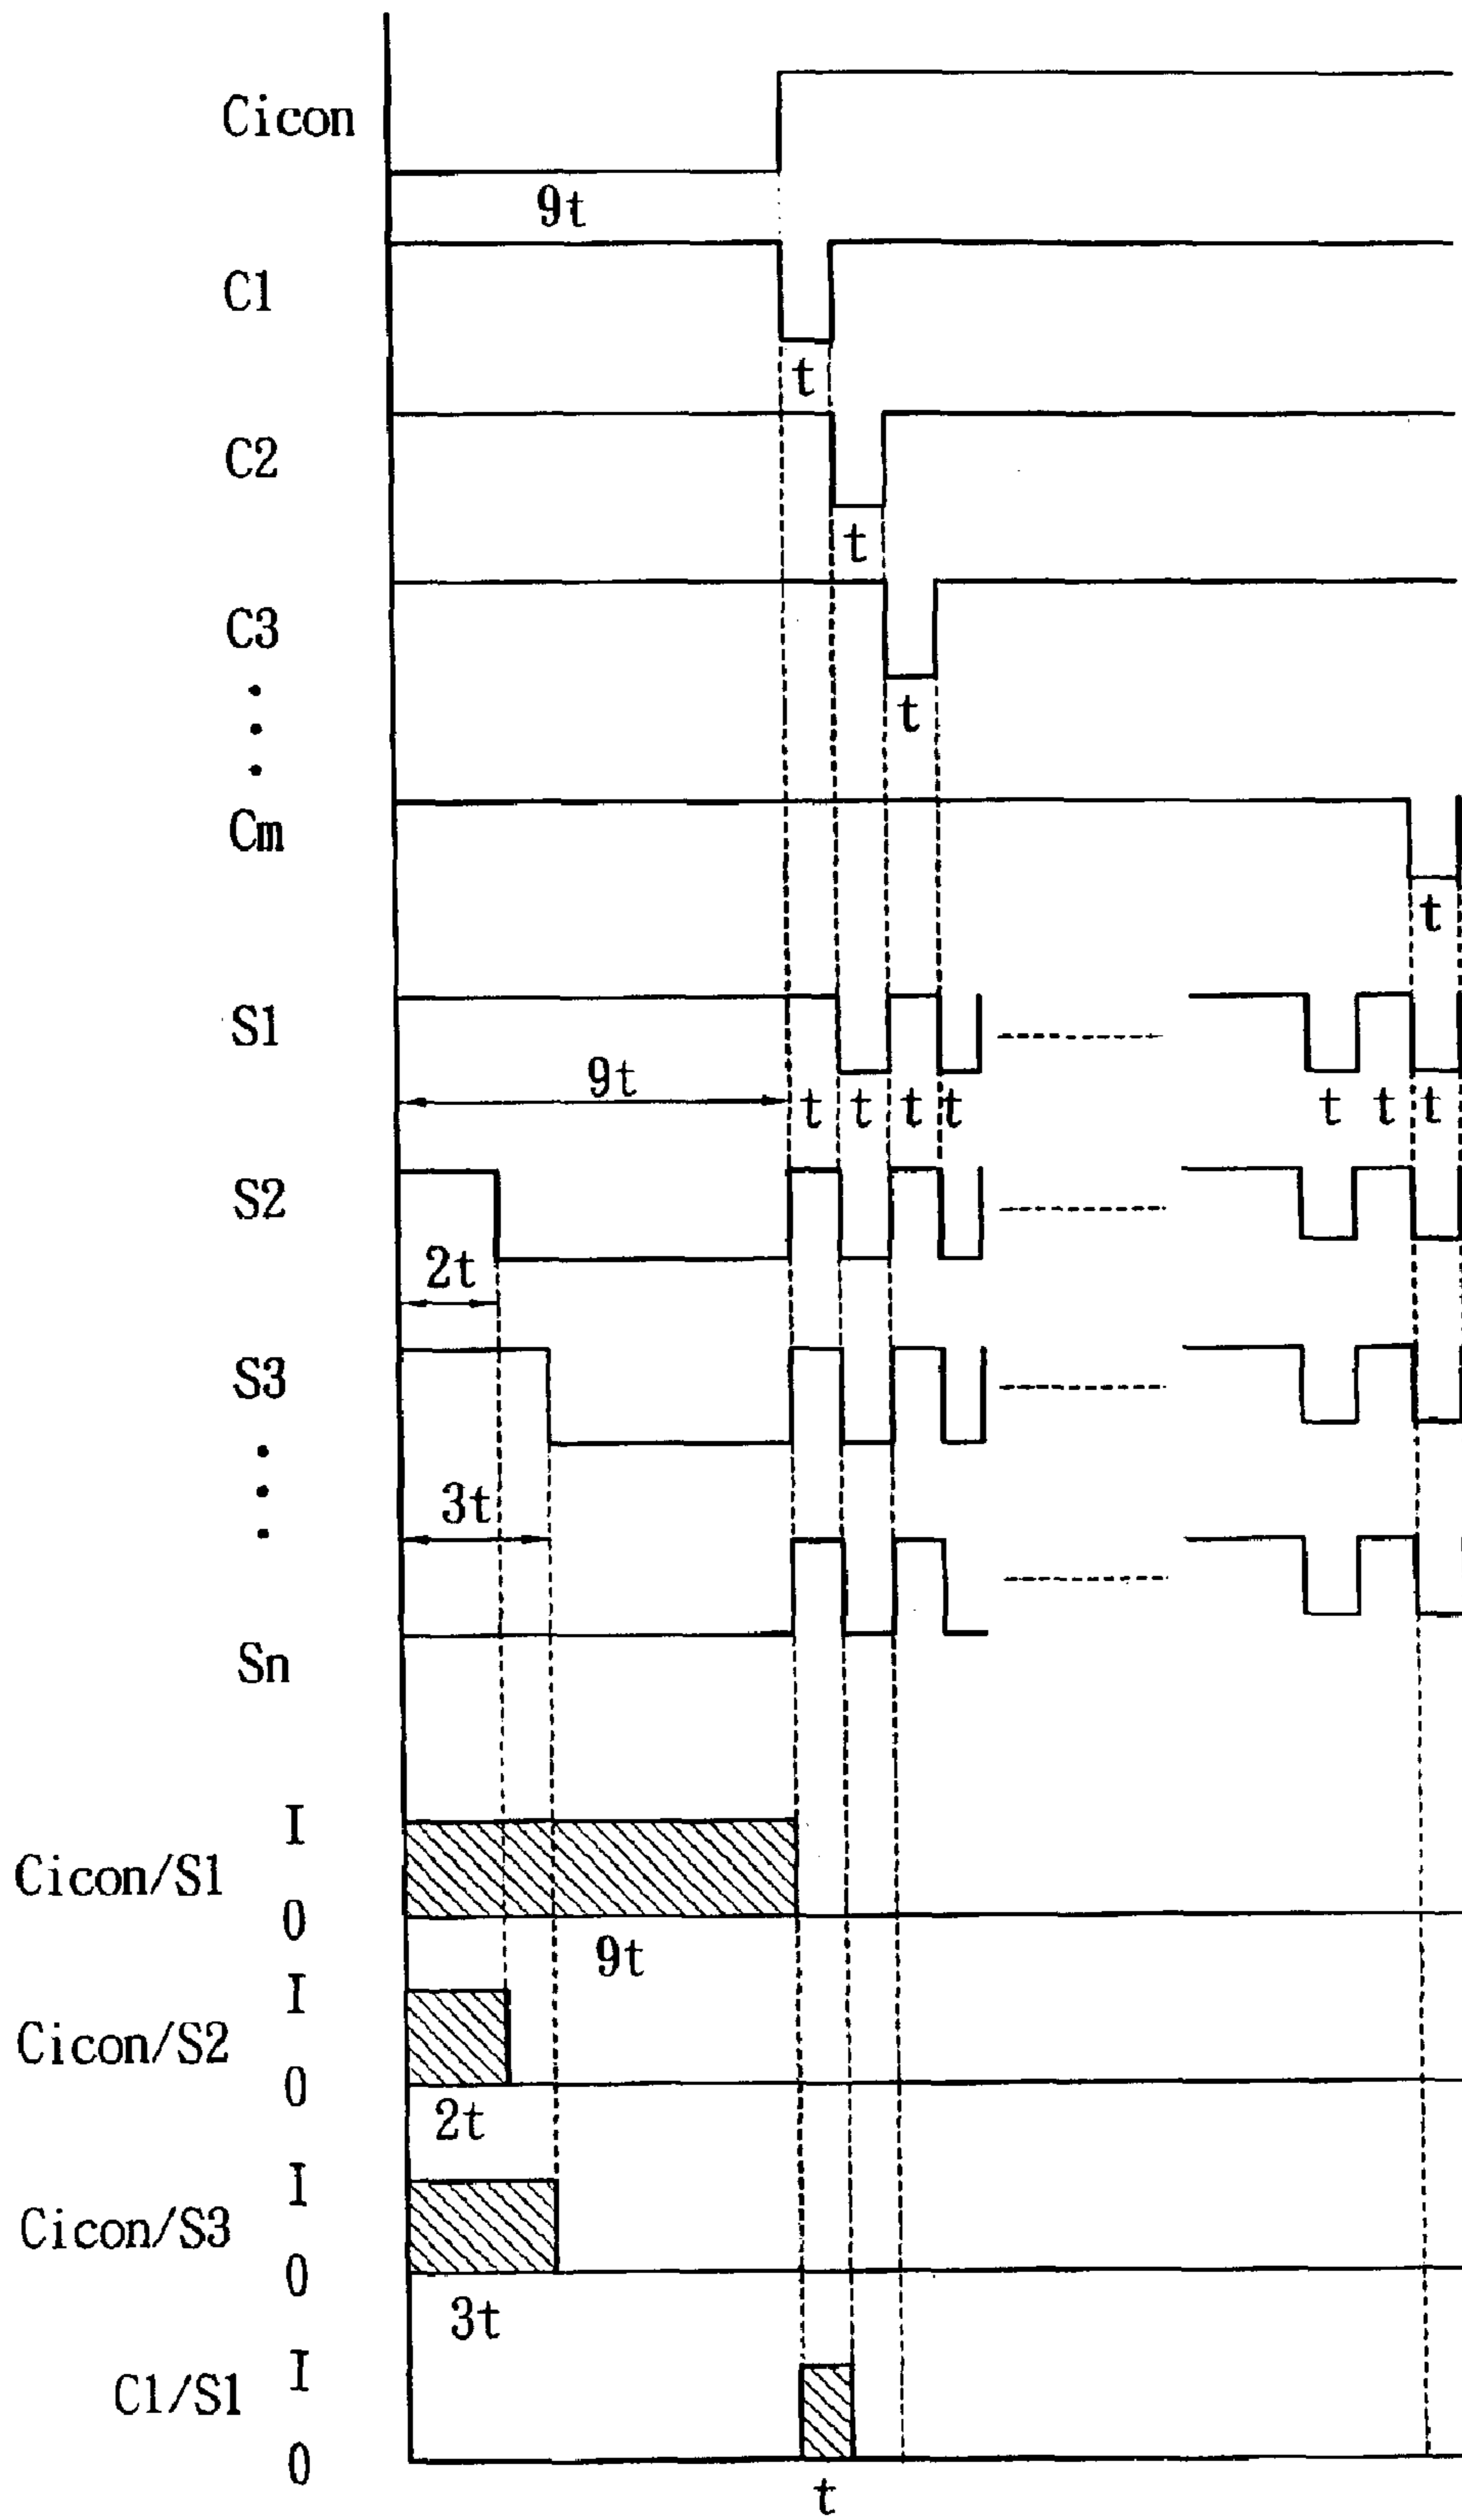 Cicon
9t
C1
t
C2
t
C3
t
Cm
t
S1
9t
t t t t t t t
S2
2t
S3
3t
Sn
I
Cicon/S1
0
9t
I
Cicon/S2
0
2t
I
Cicon/S3
0
3t
I
C1/S1
0
t